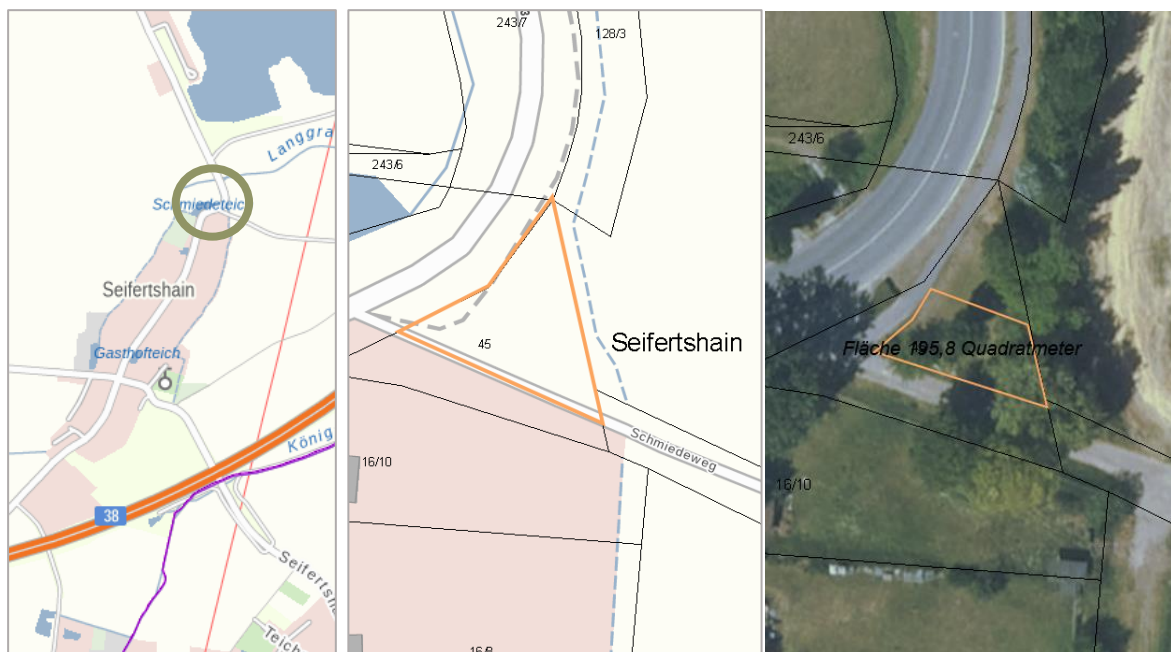 Langgra
Schmiedeteic
Seifertshain
Gasthofteich
König
38
Seifertsha
Teich
243/7
128/3
243/6
45
Seifertshain
Schmiedeweg
16/10
16/8
243/6
Fläche 195,8 Quadratmeter
16/10